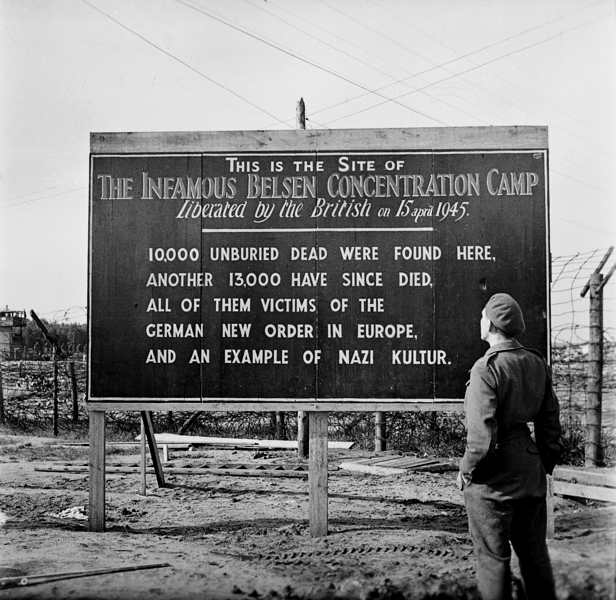 THIS IS THE SITE OF
THE INFAMOUS BELSEN CONCENTRATION CAMP
Liberated by the British on 15 april 1945.
10,000 UNBURIED DEAD WERE FOUND HERE,
ANOTHER 13,000 HAVE SINCE DIED,
ALL OF THEM VICTIMS OF THE
GERMAN NEW ORDER IN EUROPE,
AND AN EXAMPLE OF NAZI KULTUR.